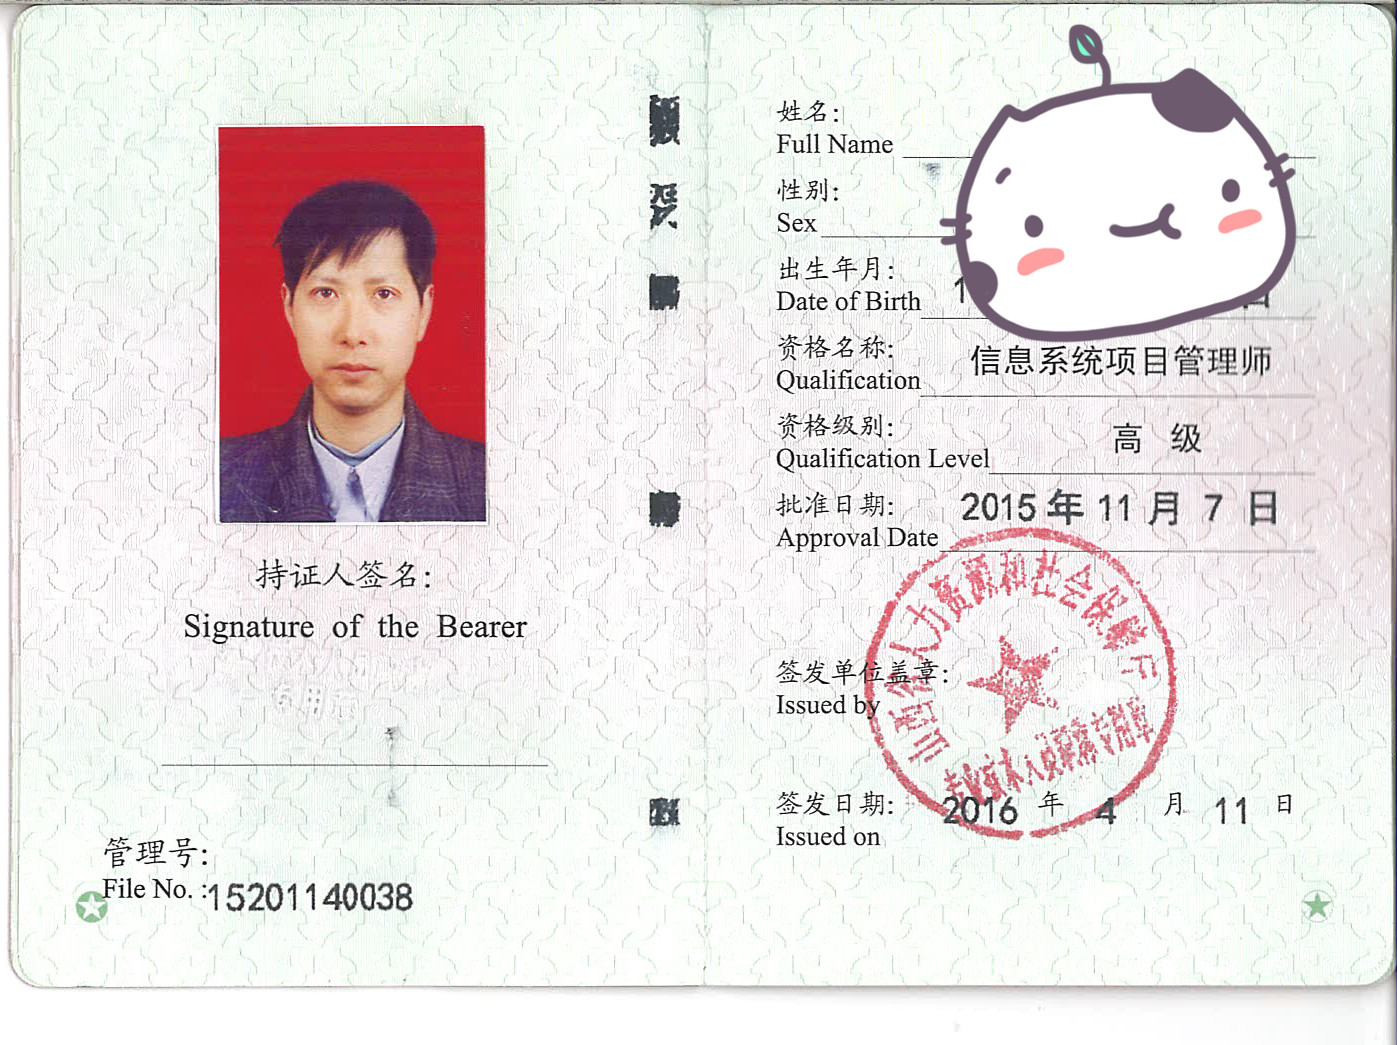 持证人签名：
Signature of the Bearer
管理号：
File No. :15201140038
姓名：
Full Name
性别：
Sex
出生年月：
Date of Birth 1 日
资格名称：
Qualification 信息系统项目管理师
资格级别：
Qualification Level 高 级
批准日期：
Approval Date 2015 年 11 月 7 日
山西省人力资源和社会保障厅
专业技术人员职称专用章
签发单位盖章：
Issued by
签发日期： 2016 年 4 月 11 日
Issued on